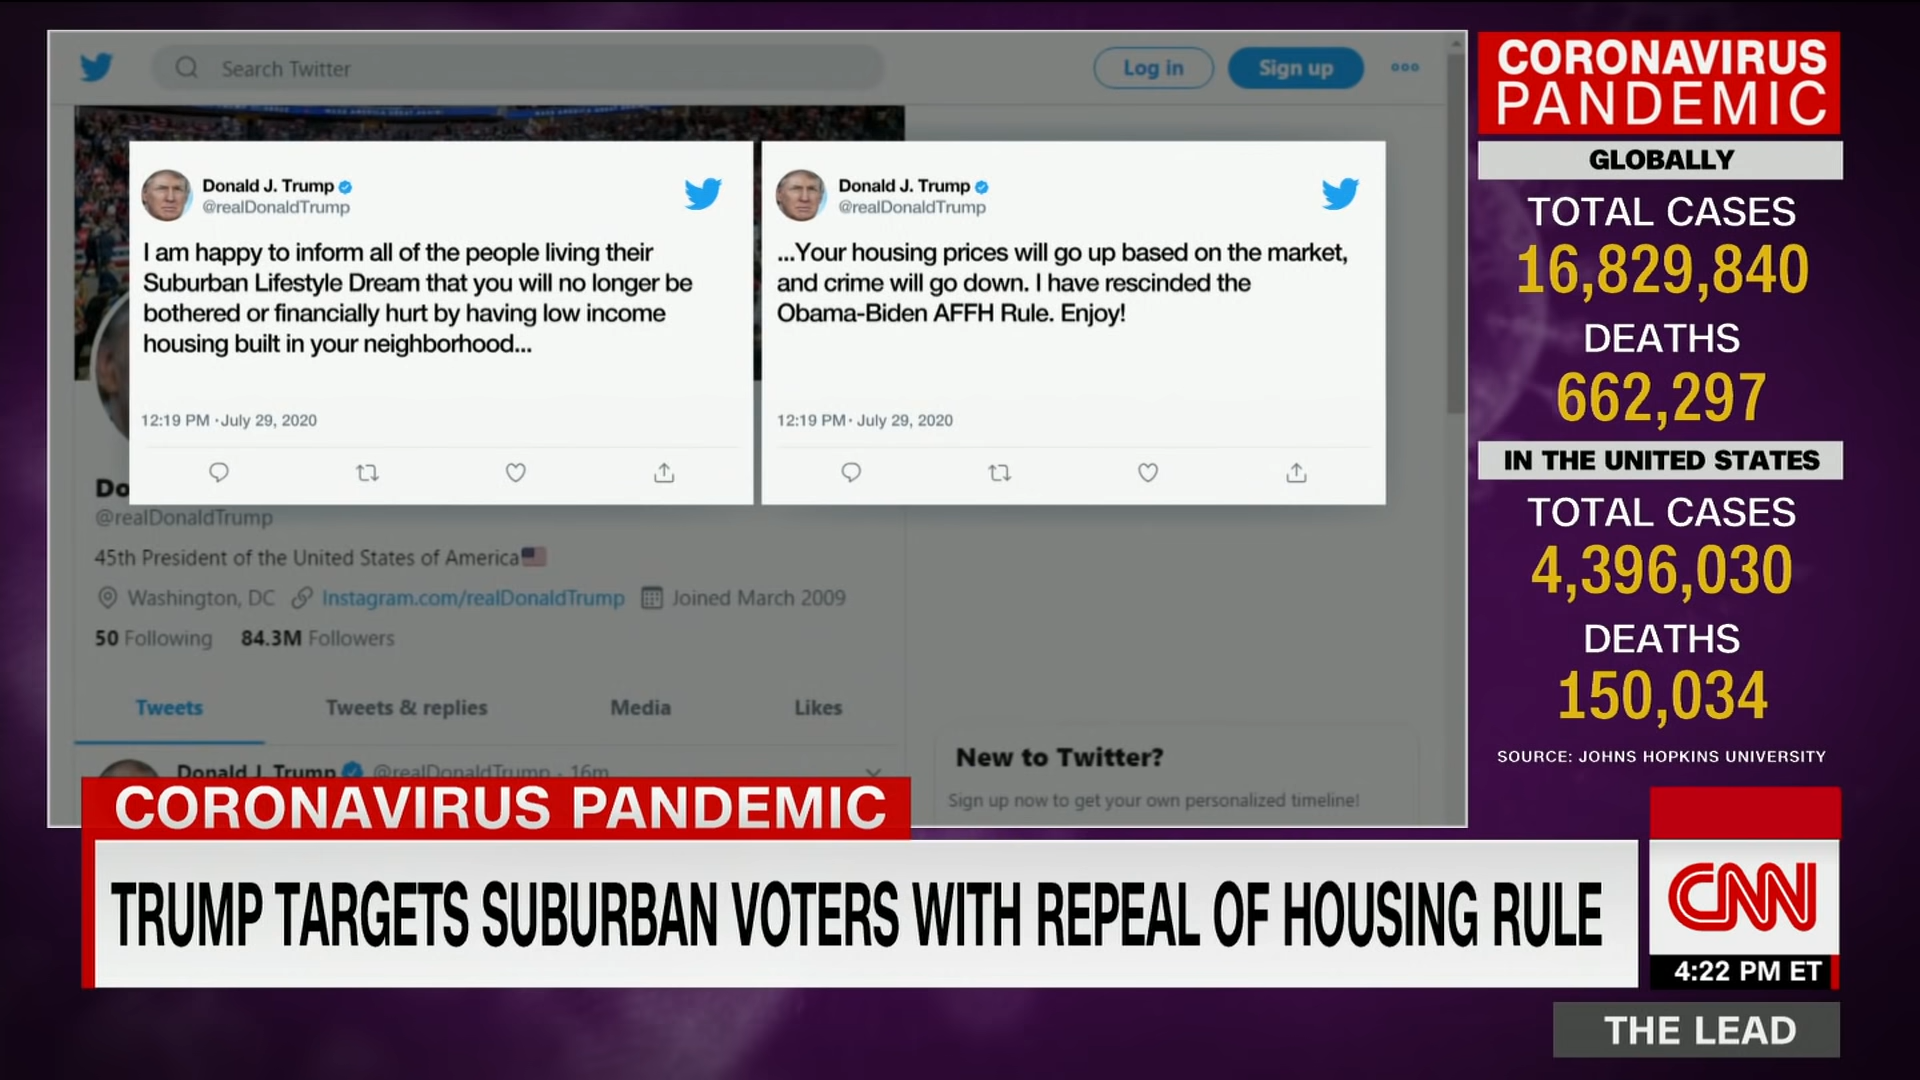 Search Twitter
Log in
Sign up
Donald J. Trump
@realDonaldTrump
I am happy to inform all of the people living their
Suburban Lifestyle Dream that you will no longer be
bothered or financially hurt by having low income
housing built in your neighborhood...
12:19 PM · July 29, 2020
Donald J. Trump
@realDonaldTrump
...Your housing prices will go up based on the market,
and crime will go down. I have rescinded the
Obama-Biden AFFH Rule. Enjoy!
12:19 PM · July 29, 2020
Do
@realDonaldTrump
45th President of the United States of America🇺🇸
Washington, DC Instagram.com/realDonaldTrump Joined March 2009
50 Following 84.3M Followers
Tweets Tweets & replies Media Likes
Donald J. Trump @realDonaldTrump · 16m
New to Twitter?
Sign up now to get your own personalized timeline!
CORONAVIRUS
PANDEMIC
GLOBALLY
TOTAL CASES
16,829,840
DEATHS
662,297
IN THE UNITED STATES
TOTAL CASES
4,396,030
DEATHS
150,034
SOURCE: JOHNS HOPKINS UNIVERSITY
CORONAVIRUS PANDEMIC
TRUMP TARGETS SUBURBAN VOTERS WITH REPEAL OF HOUSING RULE
CNN
4:22 PM ET
THE LEAD